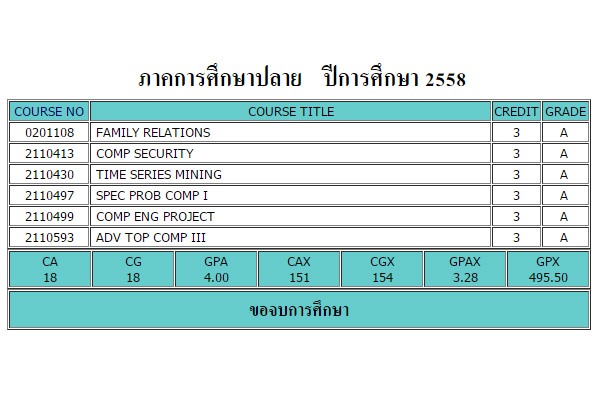 ภาคการศึกษาปลาย ปีการศึกษา 2558
COURSE NO COURSE TITLE CREDIT GRADE
0201108 FAMILY RELATIONS 3 A
2110413 COMP SECURITY 3 A
2110430 TIME SERIES MINING 3 A
2110497 SPEC PROB COMP I 3 A
2110499 COMP ENG PROJECT 3 A
2110593 ADV TOP COMP III 3 A
CA CG GPA CAX CGX GPAX GPX
18 18 4.00 151 154 3.28 495.50
ขอจบการศึกษา